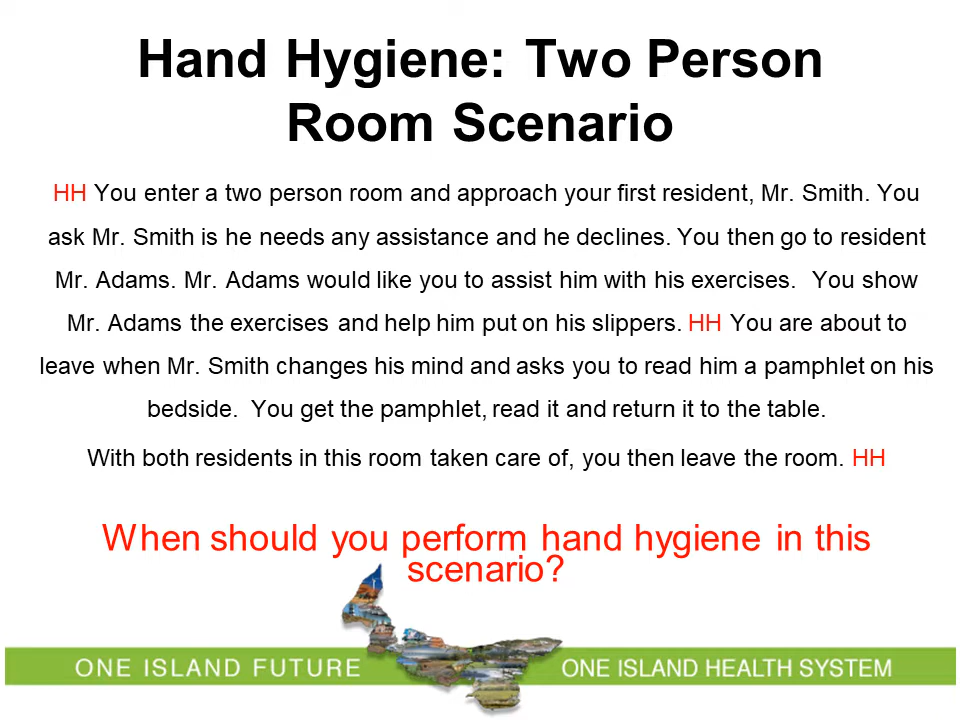 Hand Hygiene: Two Person
Room Scenario
HH You enter a two person room and approach your first resident, Mr. Smith. You
ask Mr. Smith is he needs any assistance and he declines. You then go to resident
Mr. Adams. Mr. Adams would like you to assist him with his exercises. You show
Mr. Adams the exercises and help him put on his slippers. HH You are about to
leave when Mr. Smith changes his mind and asks you to read him a pamphlet on his
bedside. You get the pamphlet, read it and return it to the table.
With both residents in this room taken care of, you then leave the room. HH
When should you perform hand hygiene in this
scenario?
ONE ISLAND FUTURE ONE ISLAND HEALTH SYSTEM